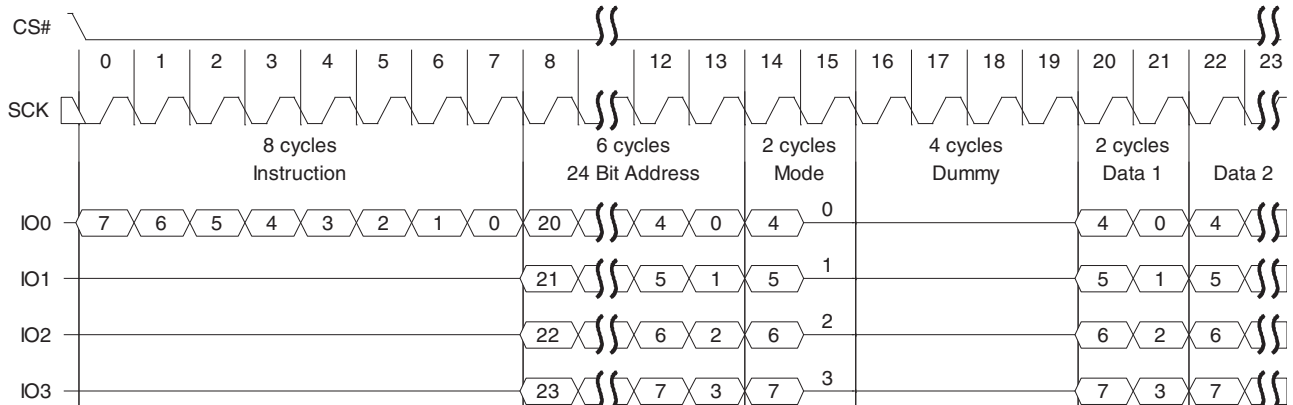 CS#
0 1 2 3 4 5 6 7 8 12 13 14 15 16 17 18 19 20 21 22 23
SCK
8 cycles 6 cycles 2 cycles 4 cycles 2 cycles
Instruction 24 Bit Address Mode Dummy Data 1 Data 2
IO0 7 6 5 4 3 2 1 0 20 4 0 4 0 4 0 4
IO1 21 5 1 5 1 5 1 5
IO2 22 6 2 6 2 6 2 6
IO3 23 7 3 7 3 7 3 7